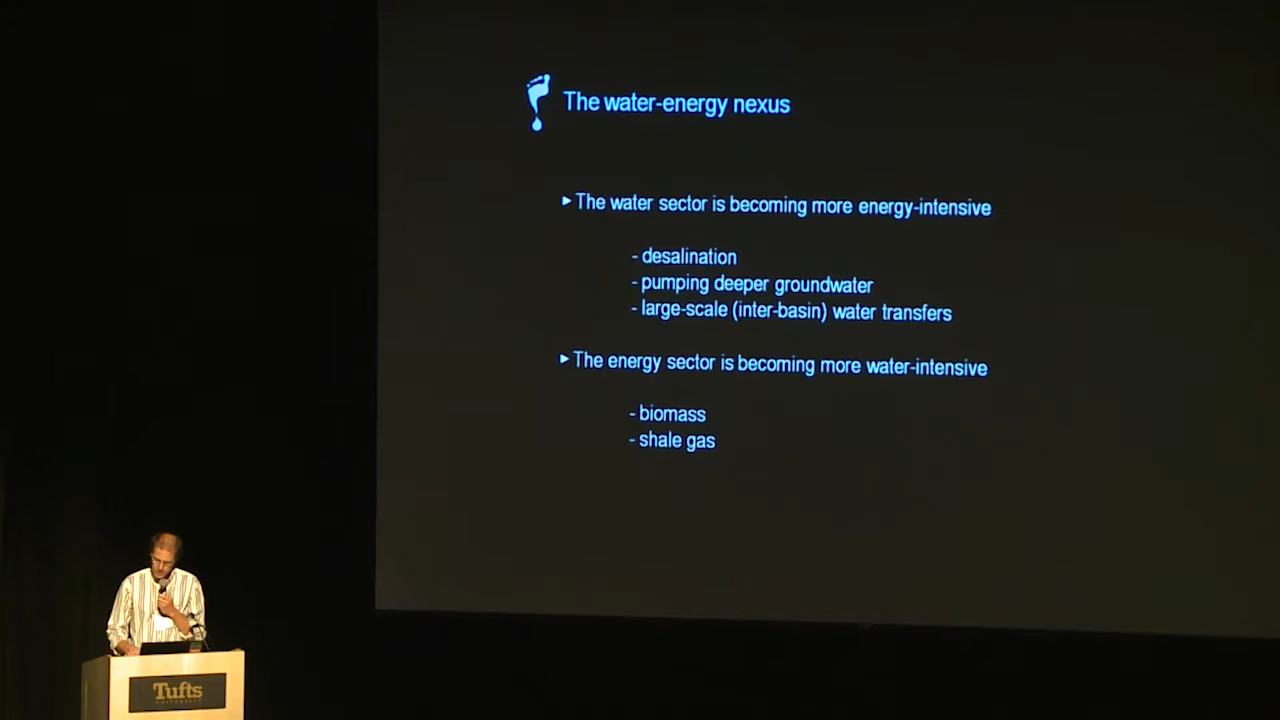 The water-energy nexus
▸ The water sector is becoming more energy-intensive
- desalination
- pumping deeper groundwater
- large-scale (inter-basin) water transfers
▸ The energy sector is becoming more water-intensive
- biomass
- shale gas
Tufts
UNIVERSITY